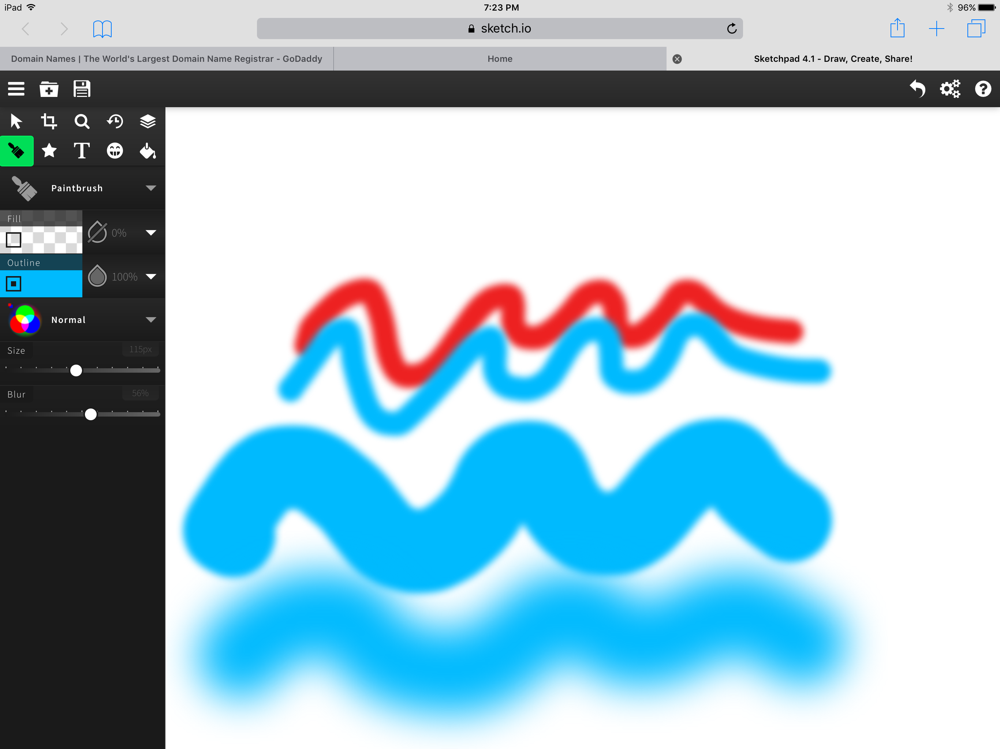 iPad 7:23 PM 96%
sketch.io
Domain Names | The World's Largest Domain Name Registrar - GoDaddy Home Sketchpad 4.1 - Draw, Create, Share!
T
Paintbrush
Fill
0%
Outline
100%
Normal
Size 115px
Blur 56%